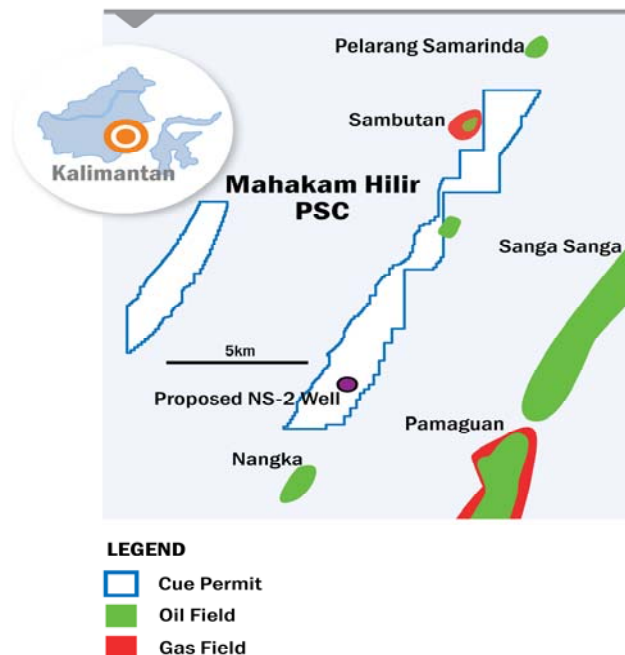 Pelarang Samarinda
Sambutan
Kalimantan
Mahakam Hilir
PSC
Sanga Sanga
5km
Proposed NS-2 Well
Pamaguan
Nangka
LEGEND
Cue Permit
Oil Field
Gas Field